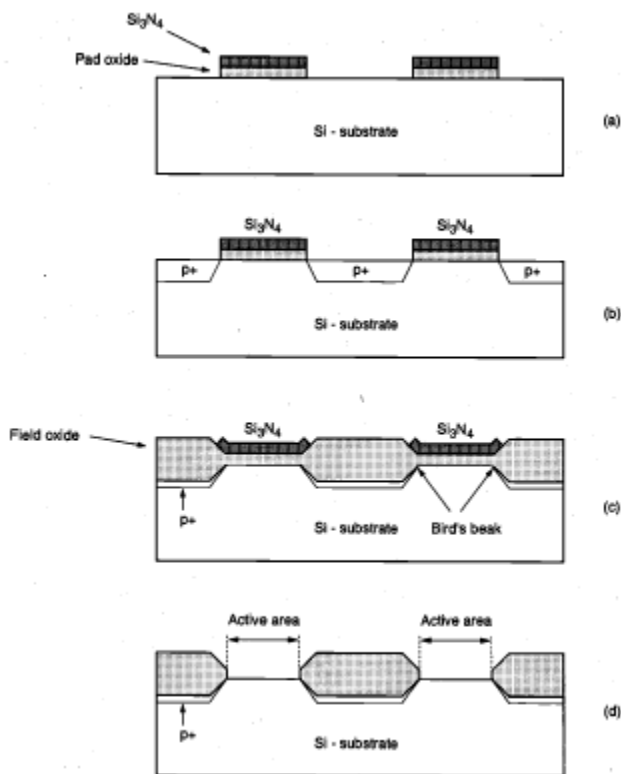 Si₃N₄
Pad oxide
Si - substrate
(a)
Si₃N₄ Si₃N₄
p+ p+ p+
Si - substrate
(b)
Si₃N₄ Si₃N₄
Field oxide
p+
Si - substrate Bird's beak
(c)
Active area Active area
p+
Si - substrate
(d)